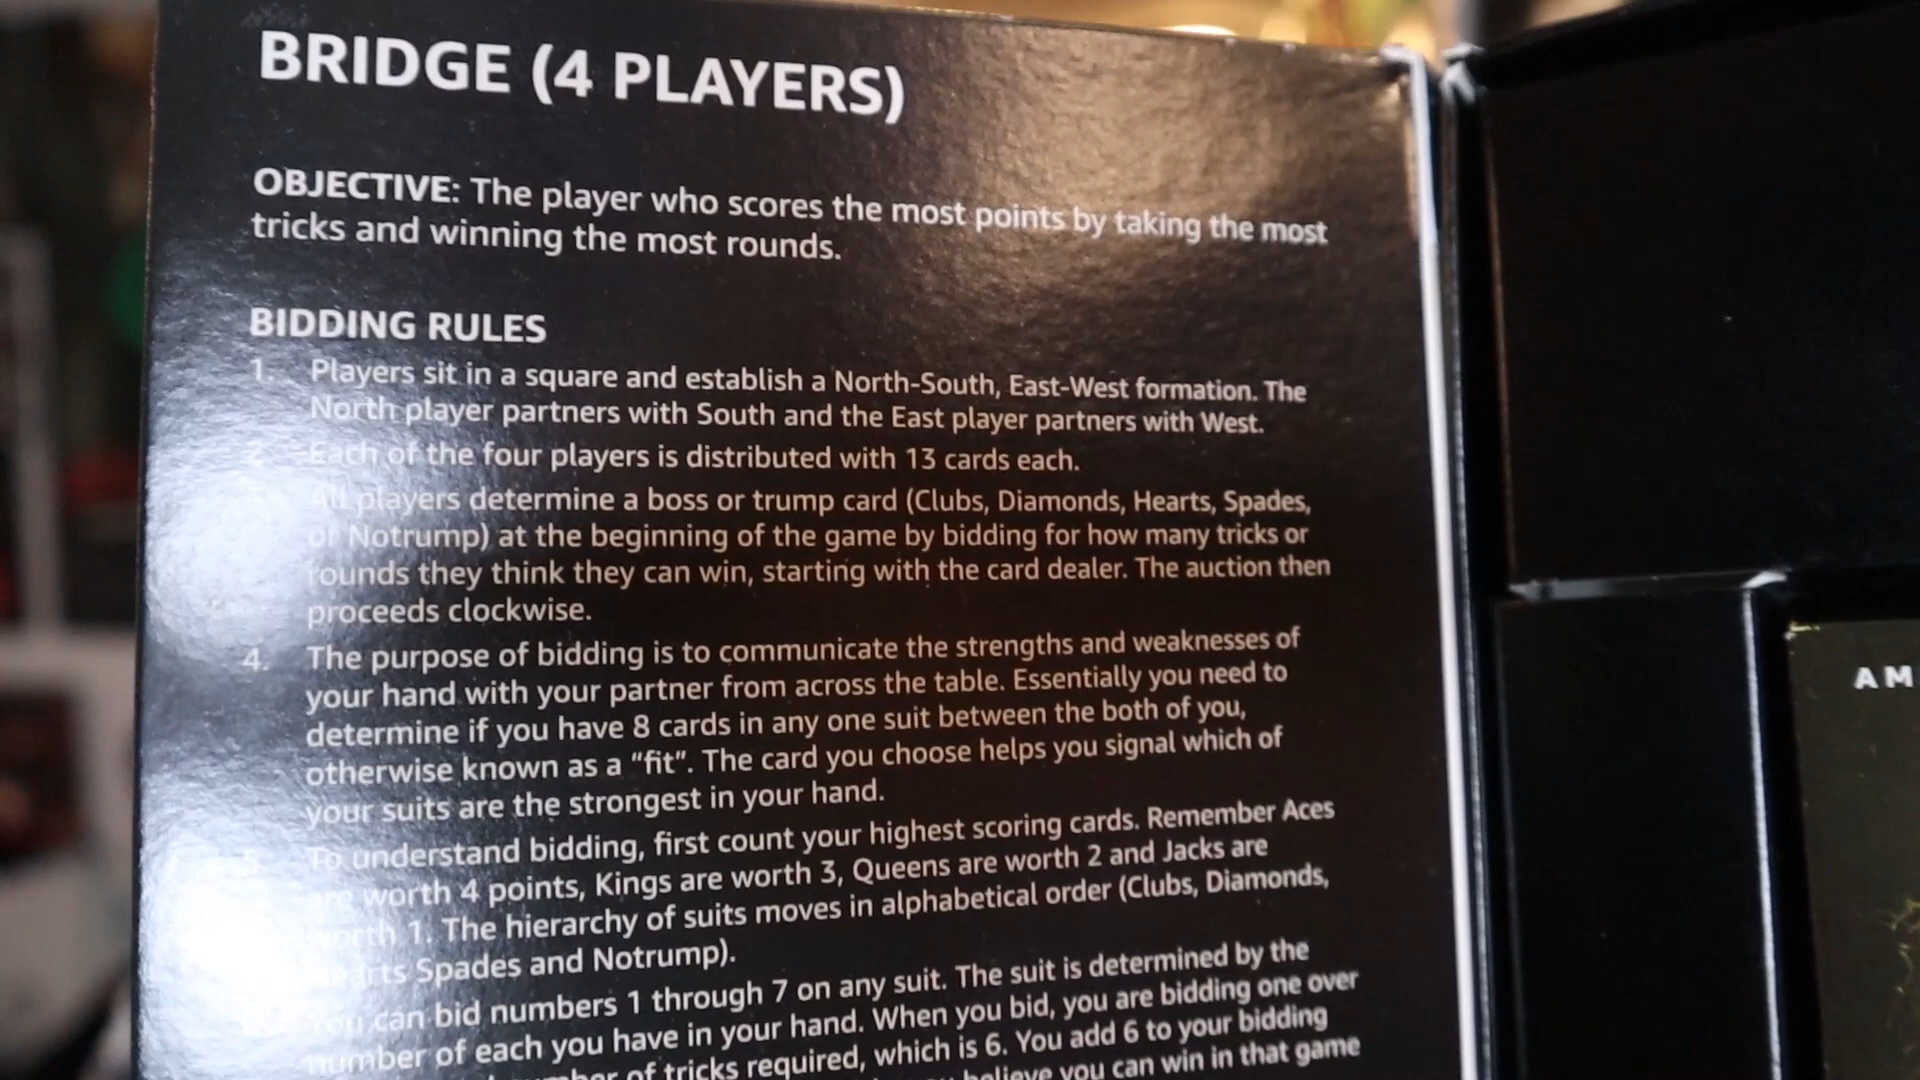 BRIDGE (4 PLAYERS)
OBJECTIVE: The player who scores the most points by taking the most
tricks and winning the most rounds.
BIDDING RULES
1. Players sit in a square and establish a North-South, East-West formation. The
North player partners with South and the East player partners with West.
2. Each of the four players is distributed with 13 cards each.
All players determine a boss or trump card (Clubs, Diamonds, Hearts, Spades,
or Notrump) at the beginning of the game by bidding for how many tricks or
rounds they think they can win, starting with the card dealer. The auction then
proceeds clockwise.
4. The purpose of bidding is to communicate the strengths and weaknesses of
your hand with your partner from across the table. Essentially you need to
determine if you have 8 cards in any one suit between the both of you,
otherwise known as a “fit”. The card you choose helps you signal which of
your suits are the strongest in your hand.
5. To understand bidding, first count your highest scoring cards. Remember Aces
are worth 4 points, Kings are worth 3, Queens are worth 2 and Jacks are
worth 1. The hierarchy of suits moves in alphabetical order (Clubs, Diamonds,
Hearts Spades and Notrump).
You can bid numbers 1 through 7 on any suit. The suit is determined by the
number of each you have in your hand. When you bid, you are bidding one over
number of tricks required, which is 6. You add 6 to your bidding
believe you can win in that game
AM